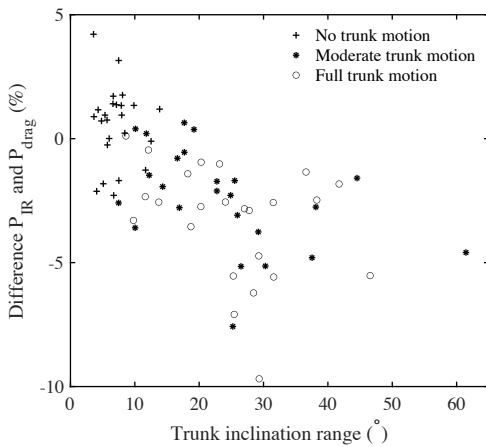 5
0
-5
-10
Difference P_IR and P_drag (%)
+ No trunk motion
* Moderate trunk motion
○ Full trunk motion
0 10 20 30 40 50 60
Trunk inclination range (°)